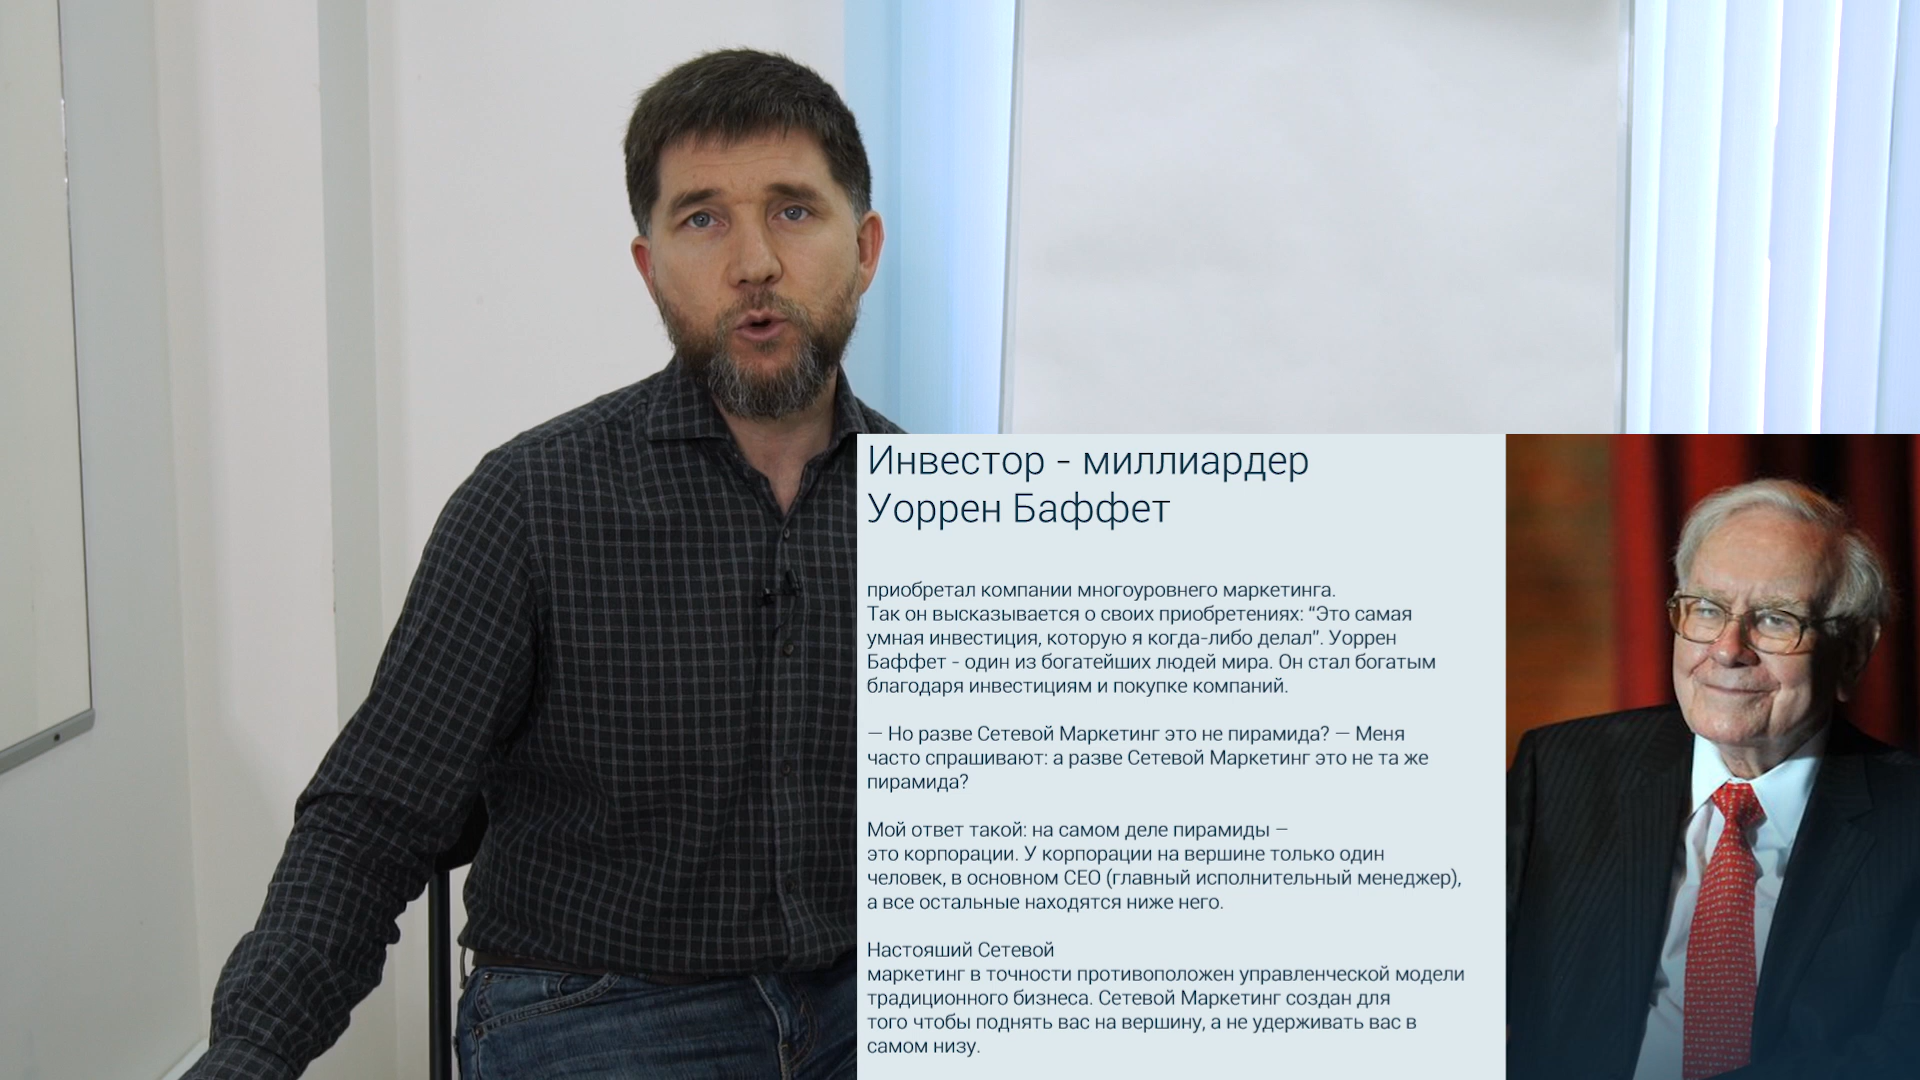 Инвестор - миллиардер
Уоррен Баффет
приобретал компании многоуровнего маркетинга.
Так он высказывается о своих приобретениях: “Это самая
умная инвестиция, которую я когда-либо делал”. Уоррен
Баффет - один из богатейших людей мира. Он стал богатым
благодаря инвестициям и покупке компаний.
— Но разве Сетевой Маркетинг это не пирамида? — Меня
часто спрашивают: а разве Сетевой Маркетинг это не та же
пирамида?
Мой ответ такой: на самом деле пирамиды —
это корпорации. У корпорации на вершине только один
человек, в основном CEO (главный исполнительный менеджер),
а все остальные находятся ниже него.
Настояший Сетевой
маркетинг в точности противоположен управленческой модели
традиционного бизнеса. Сетевой Маркетинг создан для
того чтобы поднять вас на вершину, а не удерживать вас в
самом низу.